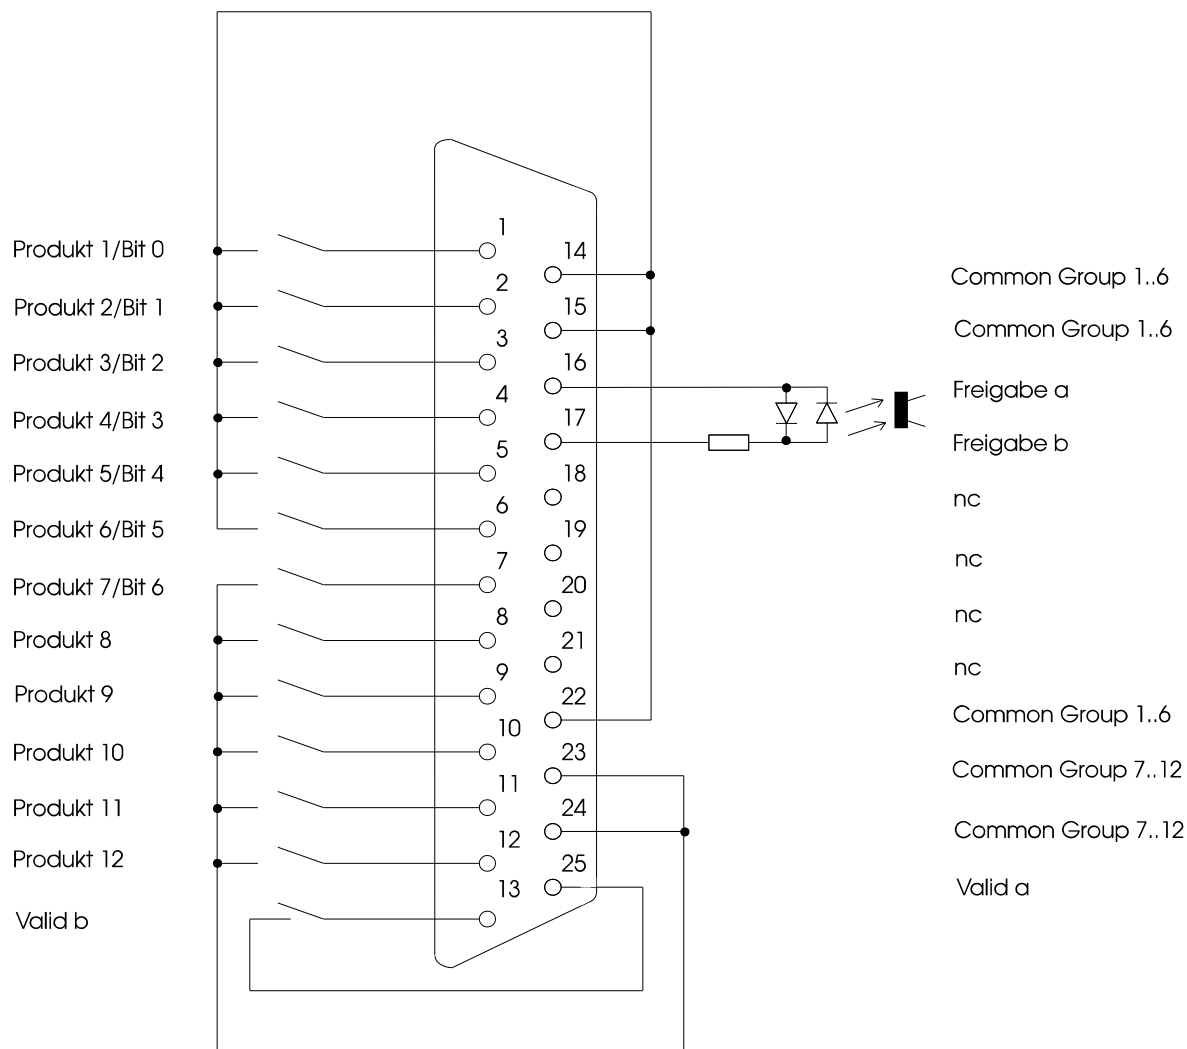 Produkt 1/Bit 0
Produkt 2/Bit 1
Produkt 3/Bit 2
Produkt 4/Bit 3
Produkt 5/Bit 4
Produkt 6/Bit 5
Produkt 7/Bit 6
Produkt 8
Produkt 9
Produkt 10
Produkt 11
Produkt 12
Valid b
1
2
3
4
5
6
7
8
9
10
11
12
13
14
15
16
17
18
19
20
21
22
23
24
25
Common Group 1..6
Common Group 1..6
Freigabe a
Freigabe b
nc
nc
nc
nc
Common Group 1..6
Common Group 7..12
Common Group 7..12
Valid a